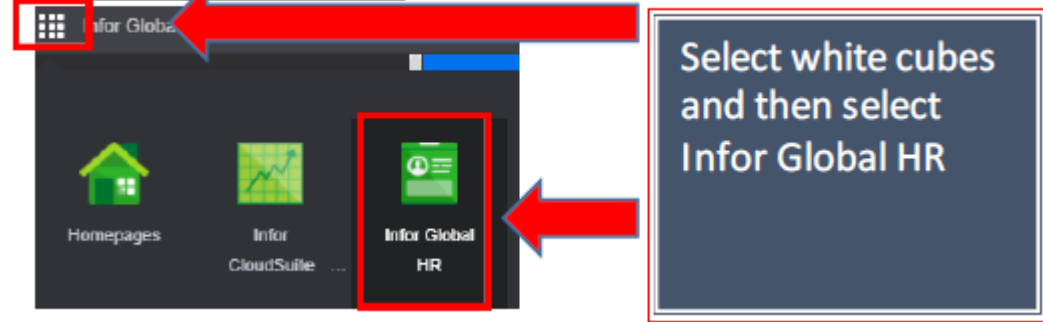 Infor Globa
Select white cubes
and then select
Infor Global HR
Homepages
Infor
CloudSuite ...
Infor Global
HR